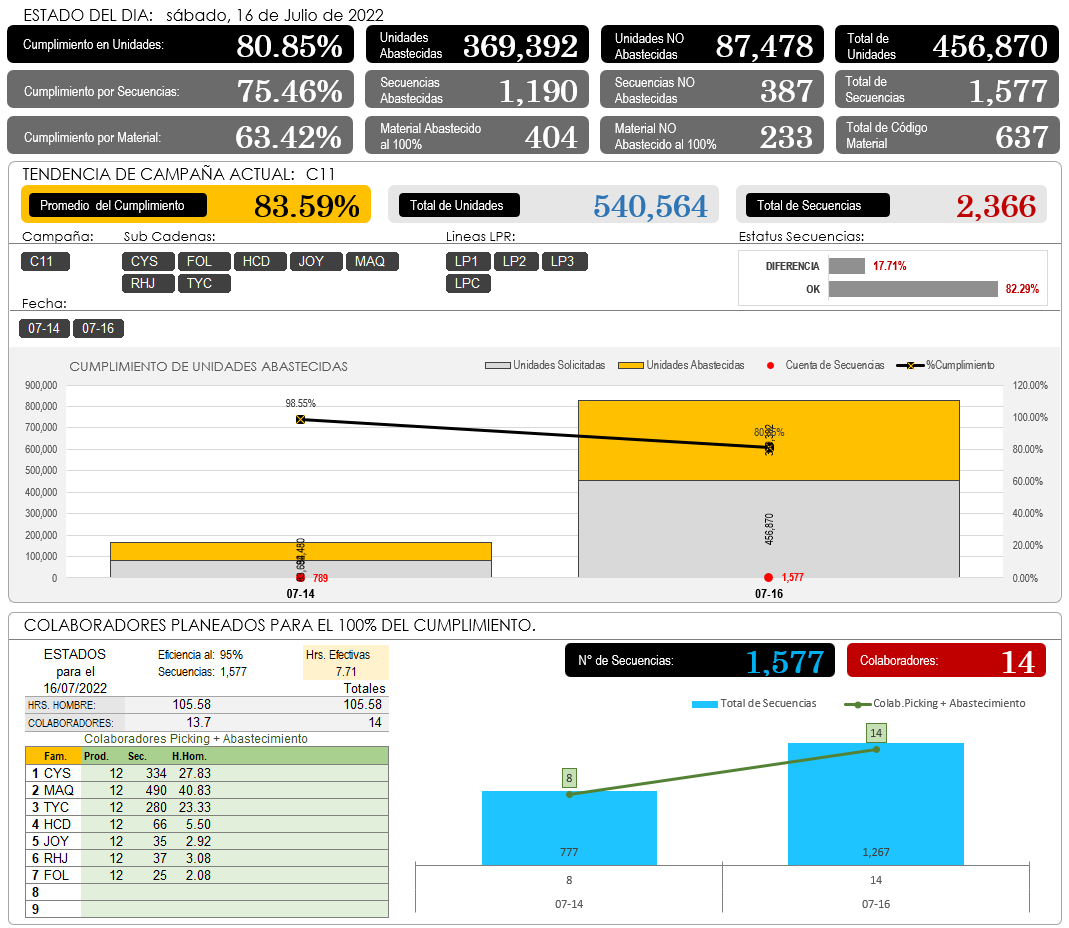 ESTADO DEL DIA: sábado, 16 de Julio de 2022
Cumplimiento en Unidades: 80.85%
Unidades Abastecidas 369,392
Unidades NO Abastecidas 87,478
Total de Unidades 456,870
Cumplimiento por Secuencias: 75.46%
Secuencias Abastecidas 1,190
Secuencias NO Abastecidas 387
Total de Secuencias 1,577
Cumplimiento por Material: 63.42%
Material Abastecido al 100% 404
Material NO Abastecido al 100% 233
Total de Código Material 637
TENDENCIA DE CAMPAÑA ACTUAL: C11
Promedio del Cumplimiento 83.59%
Total de Unidades 540,564
Total de Secuencias 2,366
Campaña: Sub Cadenas: Lineas LPR: Estatus Secuencias:
C11 CYS FOL HCD JOY MAQ LP1 LP2 LP3
RHJ TYC LPC
DIFERENCIA 17.71%
OK 82.29%
Fecha:
07-14 07-16
CUMPLIMIENTO DE UNIDADES ABASTECIDAS
Unidades Solicitadas Unidades Abastecidas Cuenta de Secuencias %Cumplimiento
900,000 120.00%
800,000 100.00%
700,000 80.00%
600,000 60.00%
500,000 40.00%
400,000 20.00%
300,000 0.00%
200,000
100,000
0
98.55%
456,870
789
1,577
07-14 07-16
COLABORADORES PLANEADOS PARA EL 100% DEL CUMPLIMIENTO.
ESTADOS para el 16/07/2022
Eficiencia al: 95%
Secuencias: 1,577
Hrs. Efectivas
7.71
Totales
HRS. HOMBRE: 105.58 105.58
COLABORADORES: 13.7 14
Colaboradores Picking + Abastecimiento
Fam. Prod. Sec. H.Hom.
1 CYS 12 334 27.83
2 MAQ 12 490 40.83
3 TYC 12 280 23.33
4 HCD 12 66 5.50
5 JOY 12 35 2.92
6 RHJ 12 37 3.08
7 FOL 12 25 2.08
8
9
N° de Secuencias: 1,577
Colaboradores: 14
Total de Secuencias Colab.Picking + Abastecimiento
8
14
777
1,267
8 14
07-14 07-16